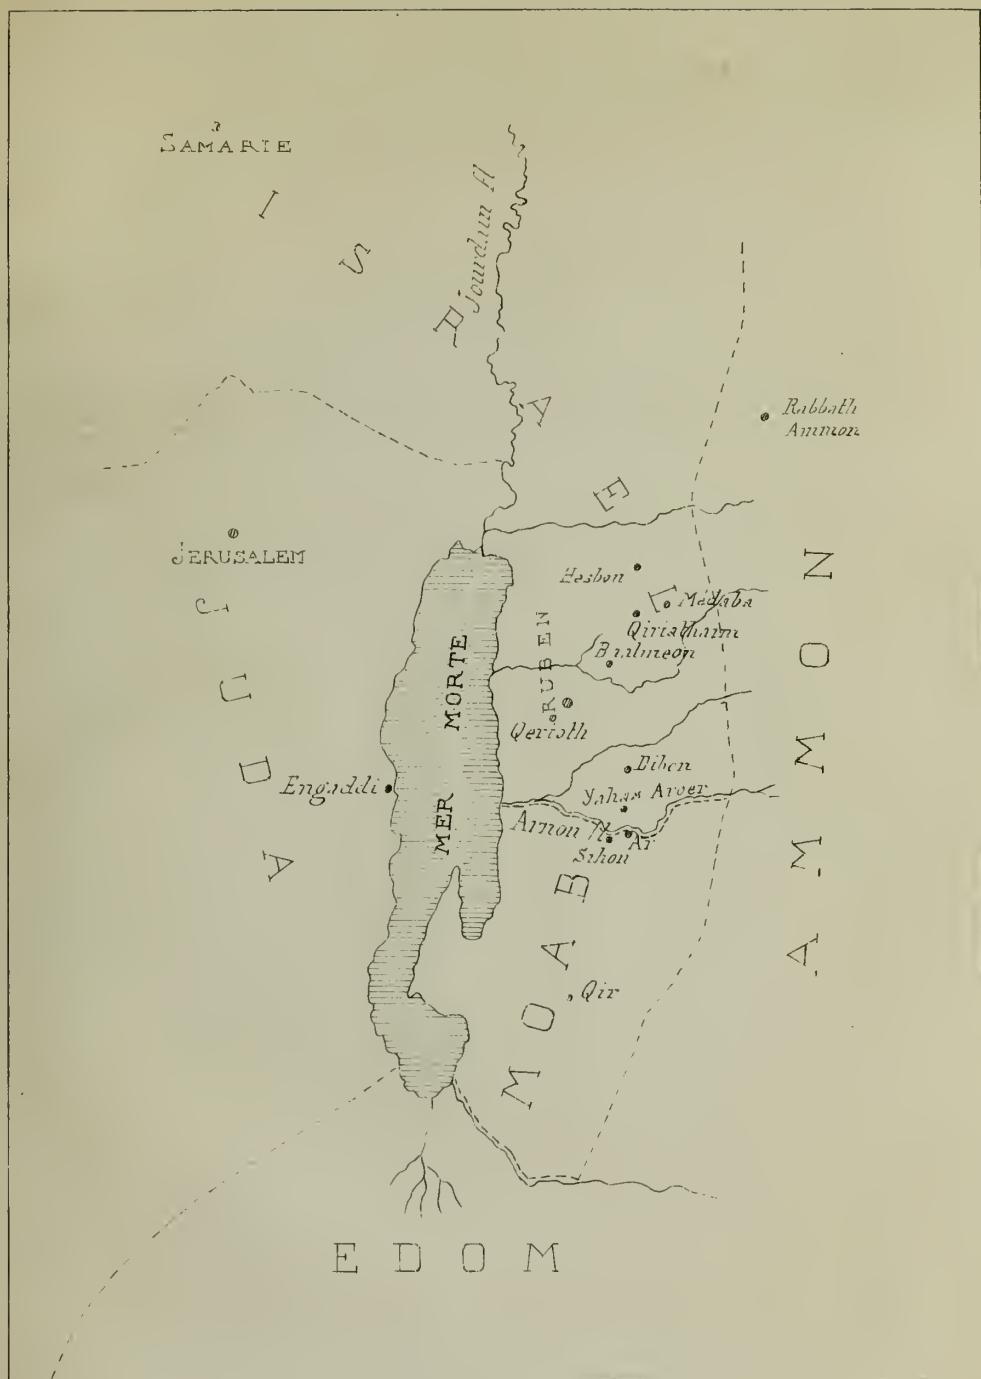 SAMARIE
ISRAEL
Jourdain fl
Rabbath
Ammon
JERUSALEM
JUDA
Hesbon
Médaba
Qiriathaim
Baalmeon
RUBEN
Qerioth
MER MORTE
Engaddi
Dibon
Yahas
Aroer
Arnon fl
Ar
Sihon
AMMON
MOAB
Qir
EDOM